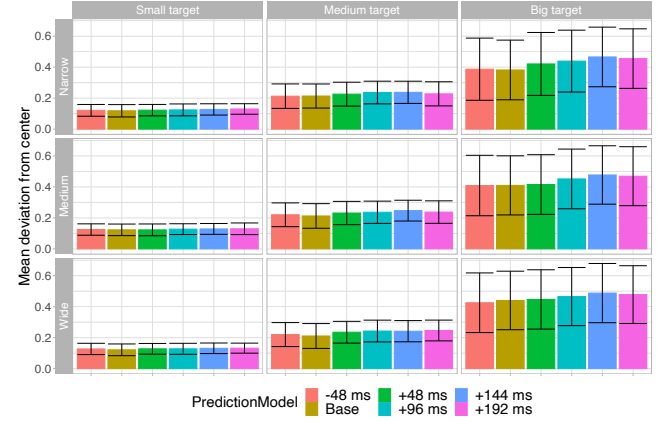 Small target
Medium target
Big target
Mean deviation from center
Narrow
0.6
0.4
0.2
0.0
Medium
0.6
0.4
0.2
0.0
Wide
0.6
0.4
0.2
0.0
PredictionModel
-48 ms
+48 ms
+144 ms
Base
+96 ms
+192 ms